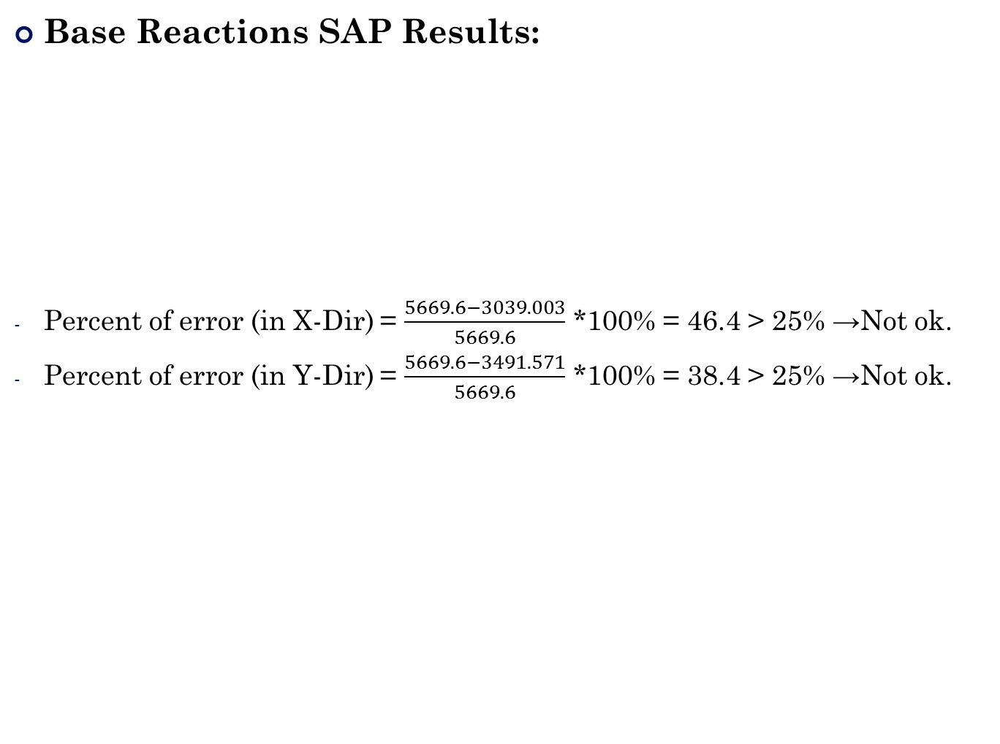 Base Reactions SAP Results:
- Percent of error (in X-Dir) = \frac{5669.6−3039.003}{5669.6} *100% = 46.4 > 25% →Not ok.
- Percent of error (in Y-Dir) = \frac{5669.6−3491.571}{5669.6} *100% = 38.4 > 25% →Not ok.